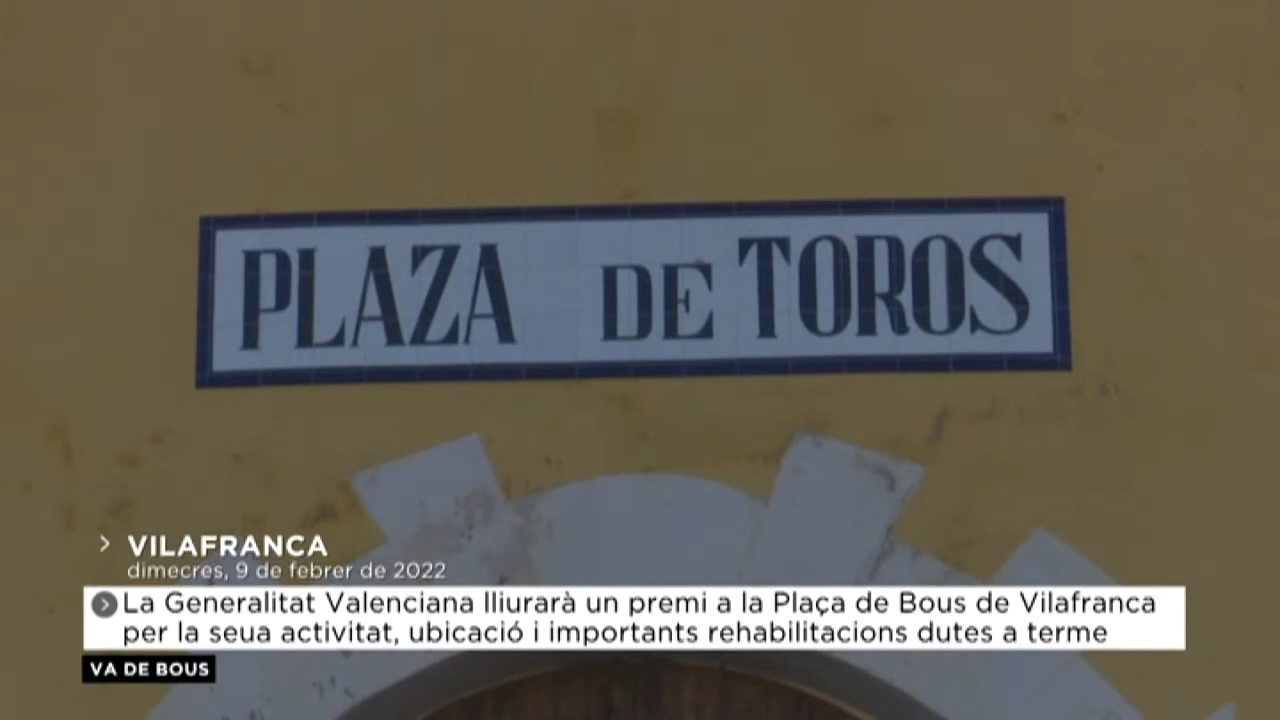 PLAZA DE TOROS
VILAFRANCA
dimecres, 9 de febrer de 2022
La Generalitat Valenciana lliurarà un premi a la Plaça de Bous de Vilafranca
per la seua activitat, ubicació i importants rehabilitacions dutes a terme
VA DE BOUS